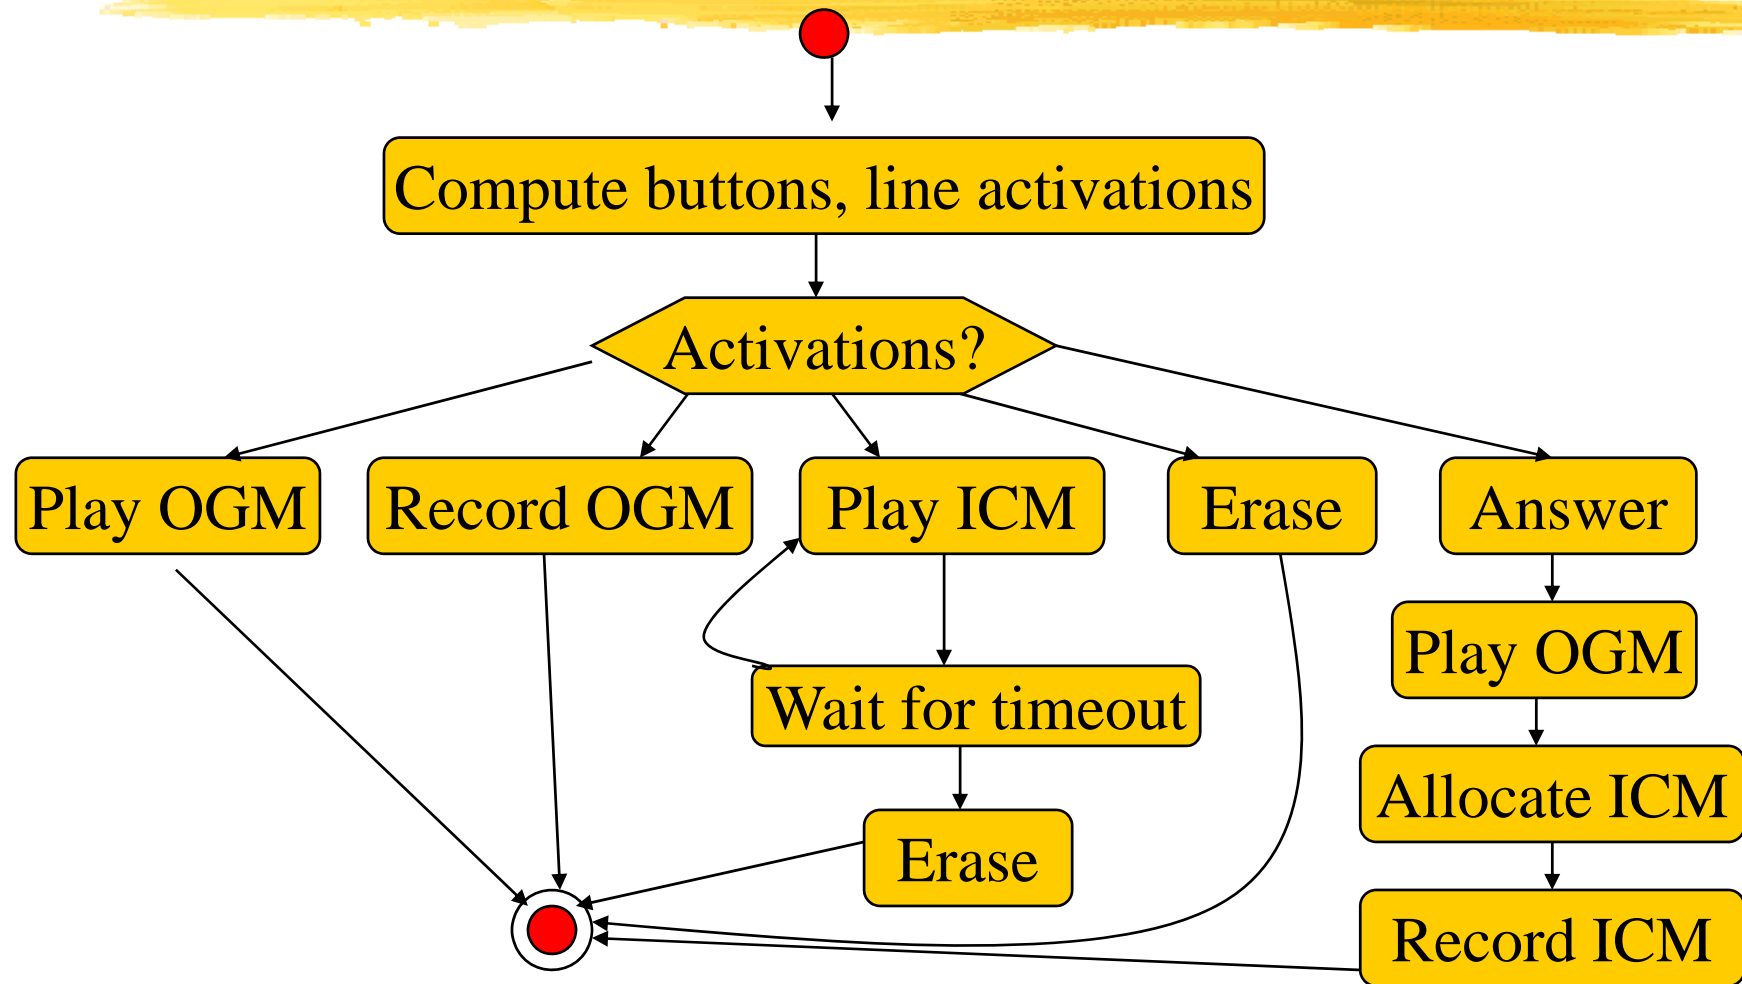 Compute buttons, line activations
Activations?
Play OGM
Record OGM
Play ICM
Erase
Answer
Play OGM
Wait for timeout
Allocate ICM
Erase
Record ICM